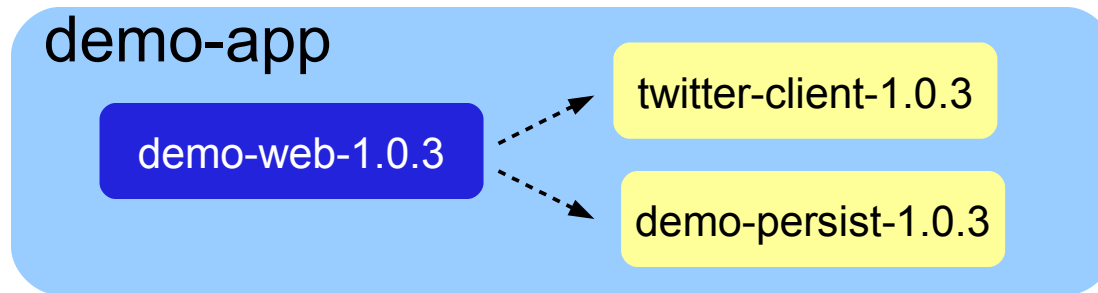 demo-app
twitter-client-1.0.3
demo-web-1.0.3
demo-persist-1.0.3